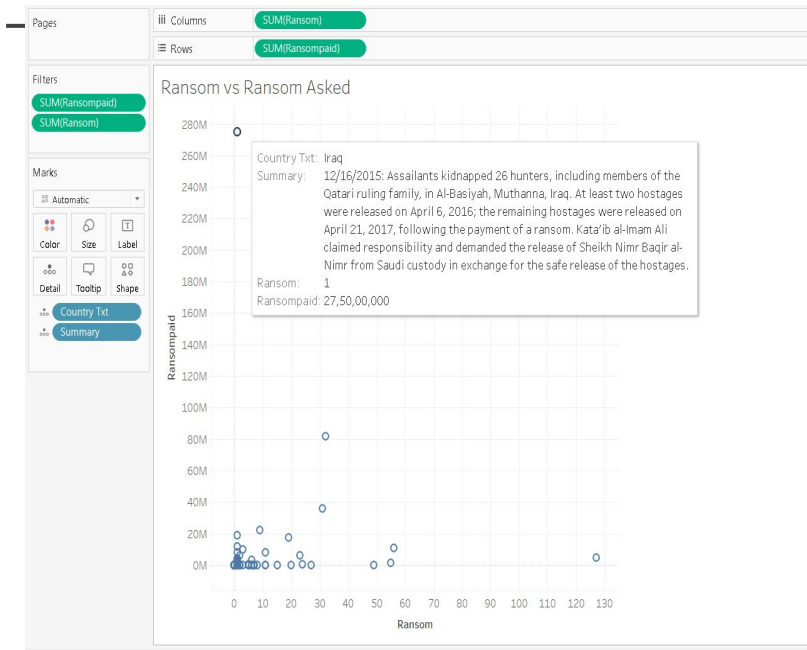 Pages
Columns
SUM(Ransom)
Rows
SUM(Ransompaid)
Filters
SUM(Ransompaid)
SUM(Ransom)
Marks
Automatic
Color
Size
Label
Detail
Tooltip
Shape
Country Txt
Summary
Ransom vs Ransom Asked
280M
260M
240M
220M
200M
180M
160M
140M
120M
100M
80M
60M
40M
20M
0M
Ransompaid
Country Txt: Iraq
Summary: 12/16/2015: Assailants kidnapped 26 hunters, including members of the
Qatari ruling family, in Al-Basiyah, Muthanna, Iraq. At least two hostages
were released on April 6, 2016; the remaining hostages were released on
April 21, 2017, following the payment of a ransom. Kata'ib al-Imam Ali
claimed responsibility and demanded the release of Sheikh Nimr Baqir al-
Nimr from Saudi custody in exchange for the safe release of the hostages.
Ransom: 1
Ransompaid: 27,50,00,000
0 10 20 30 40 50 60 70 80 90 100 110 120 130
Ransom